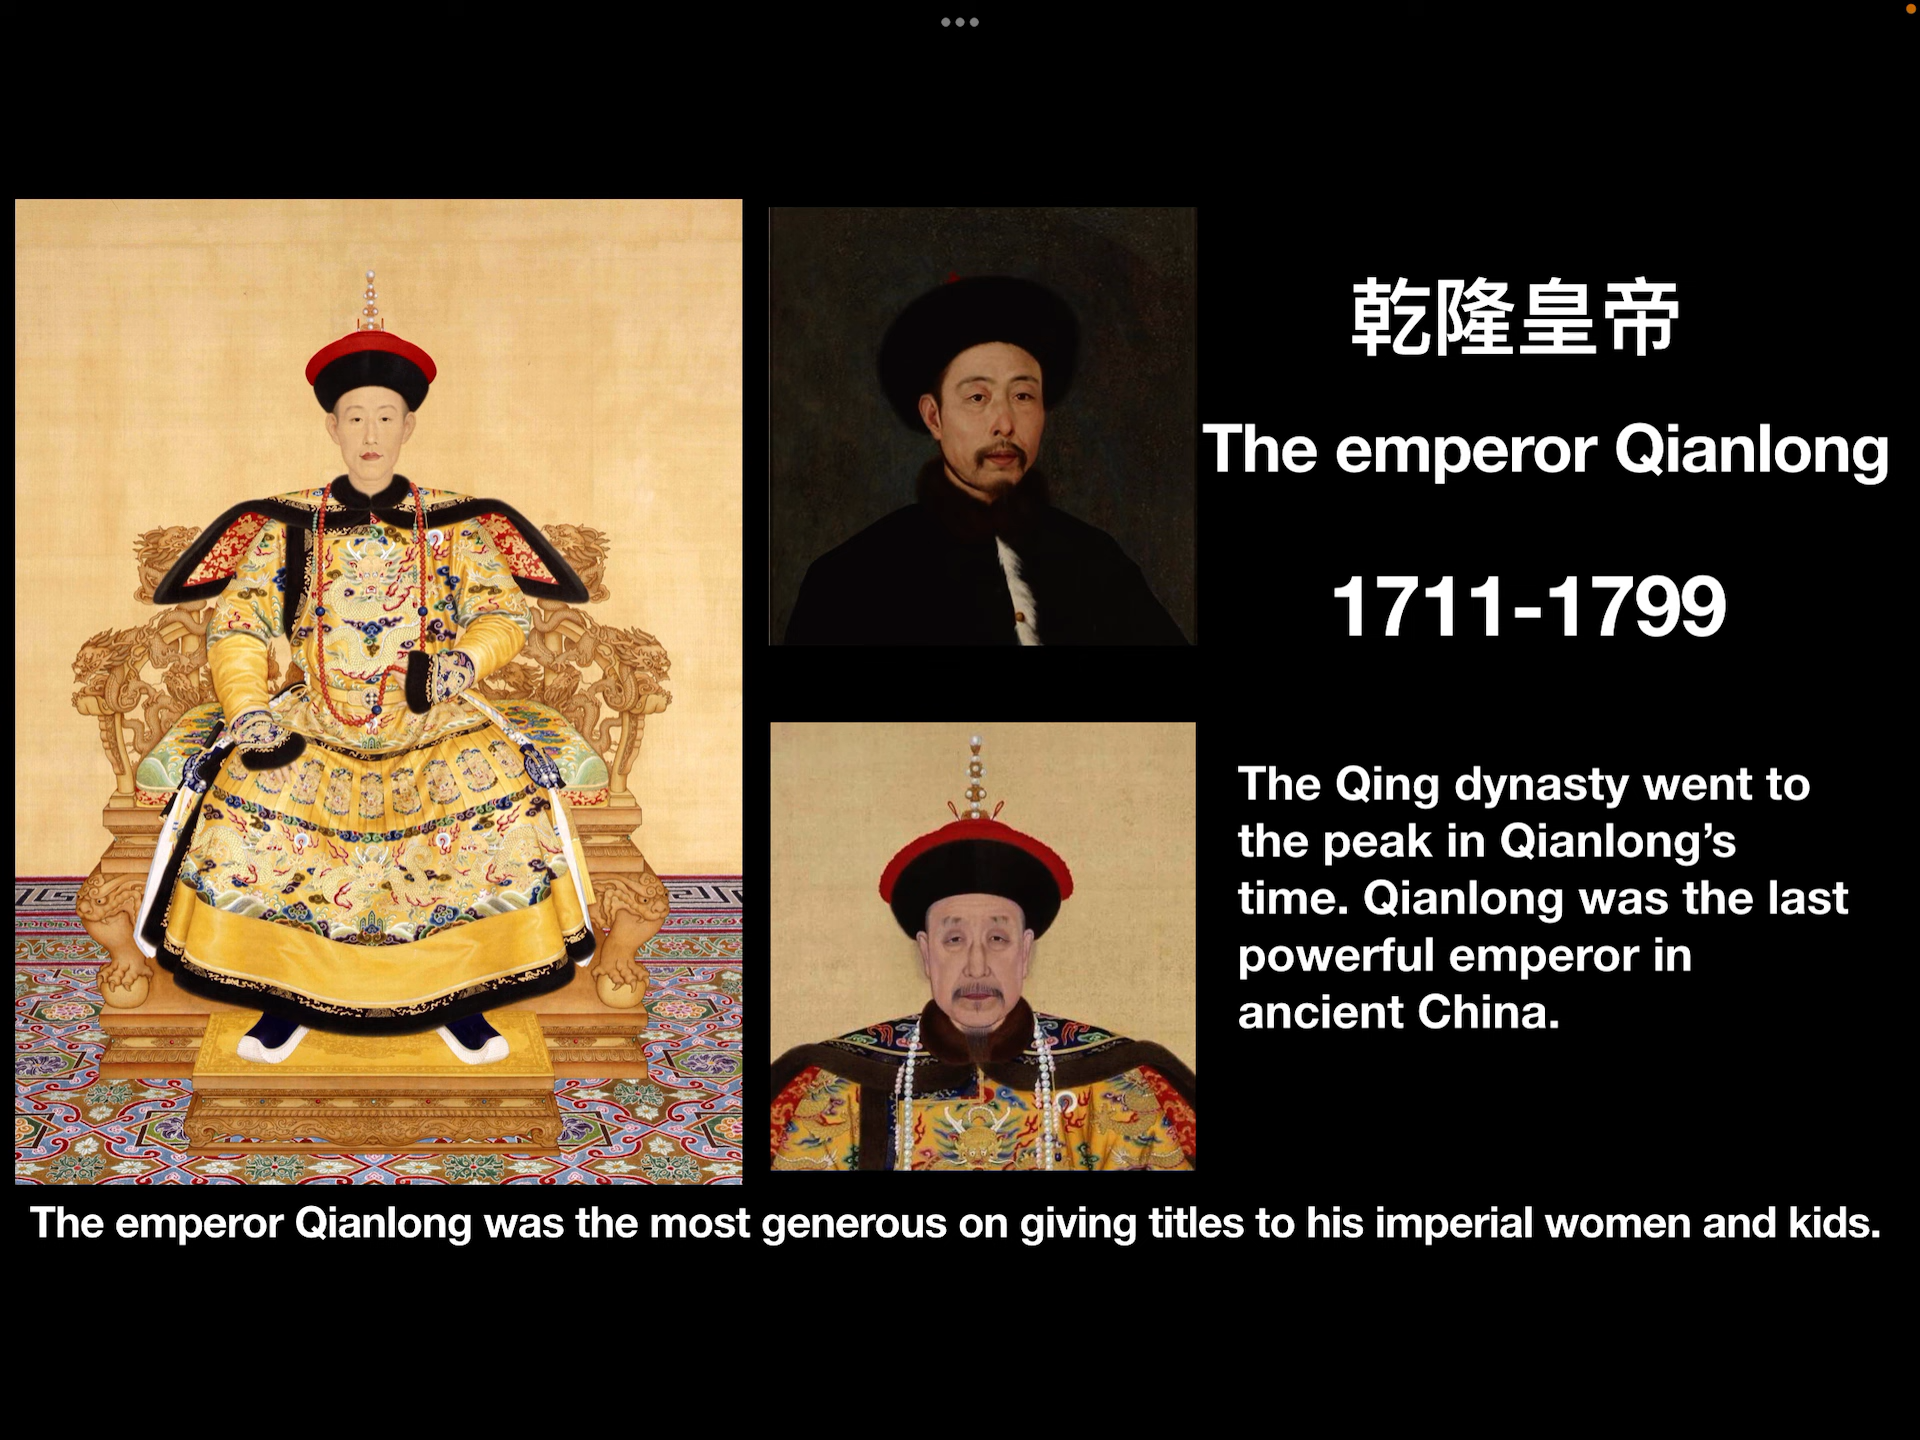 乾隆皇帝
The emperor Qianlong
1711-1799
The Qing dynasty went to
the peak in Qianlong’s
time. Qianlong was the last
powerful emperor in
ancient China.
The emperor Qianlong was the most generous on giving titles to his imperial women and kids.